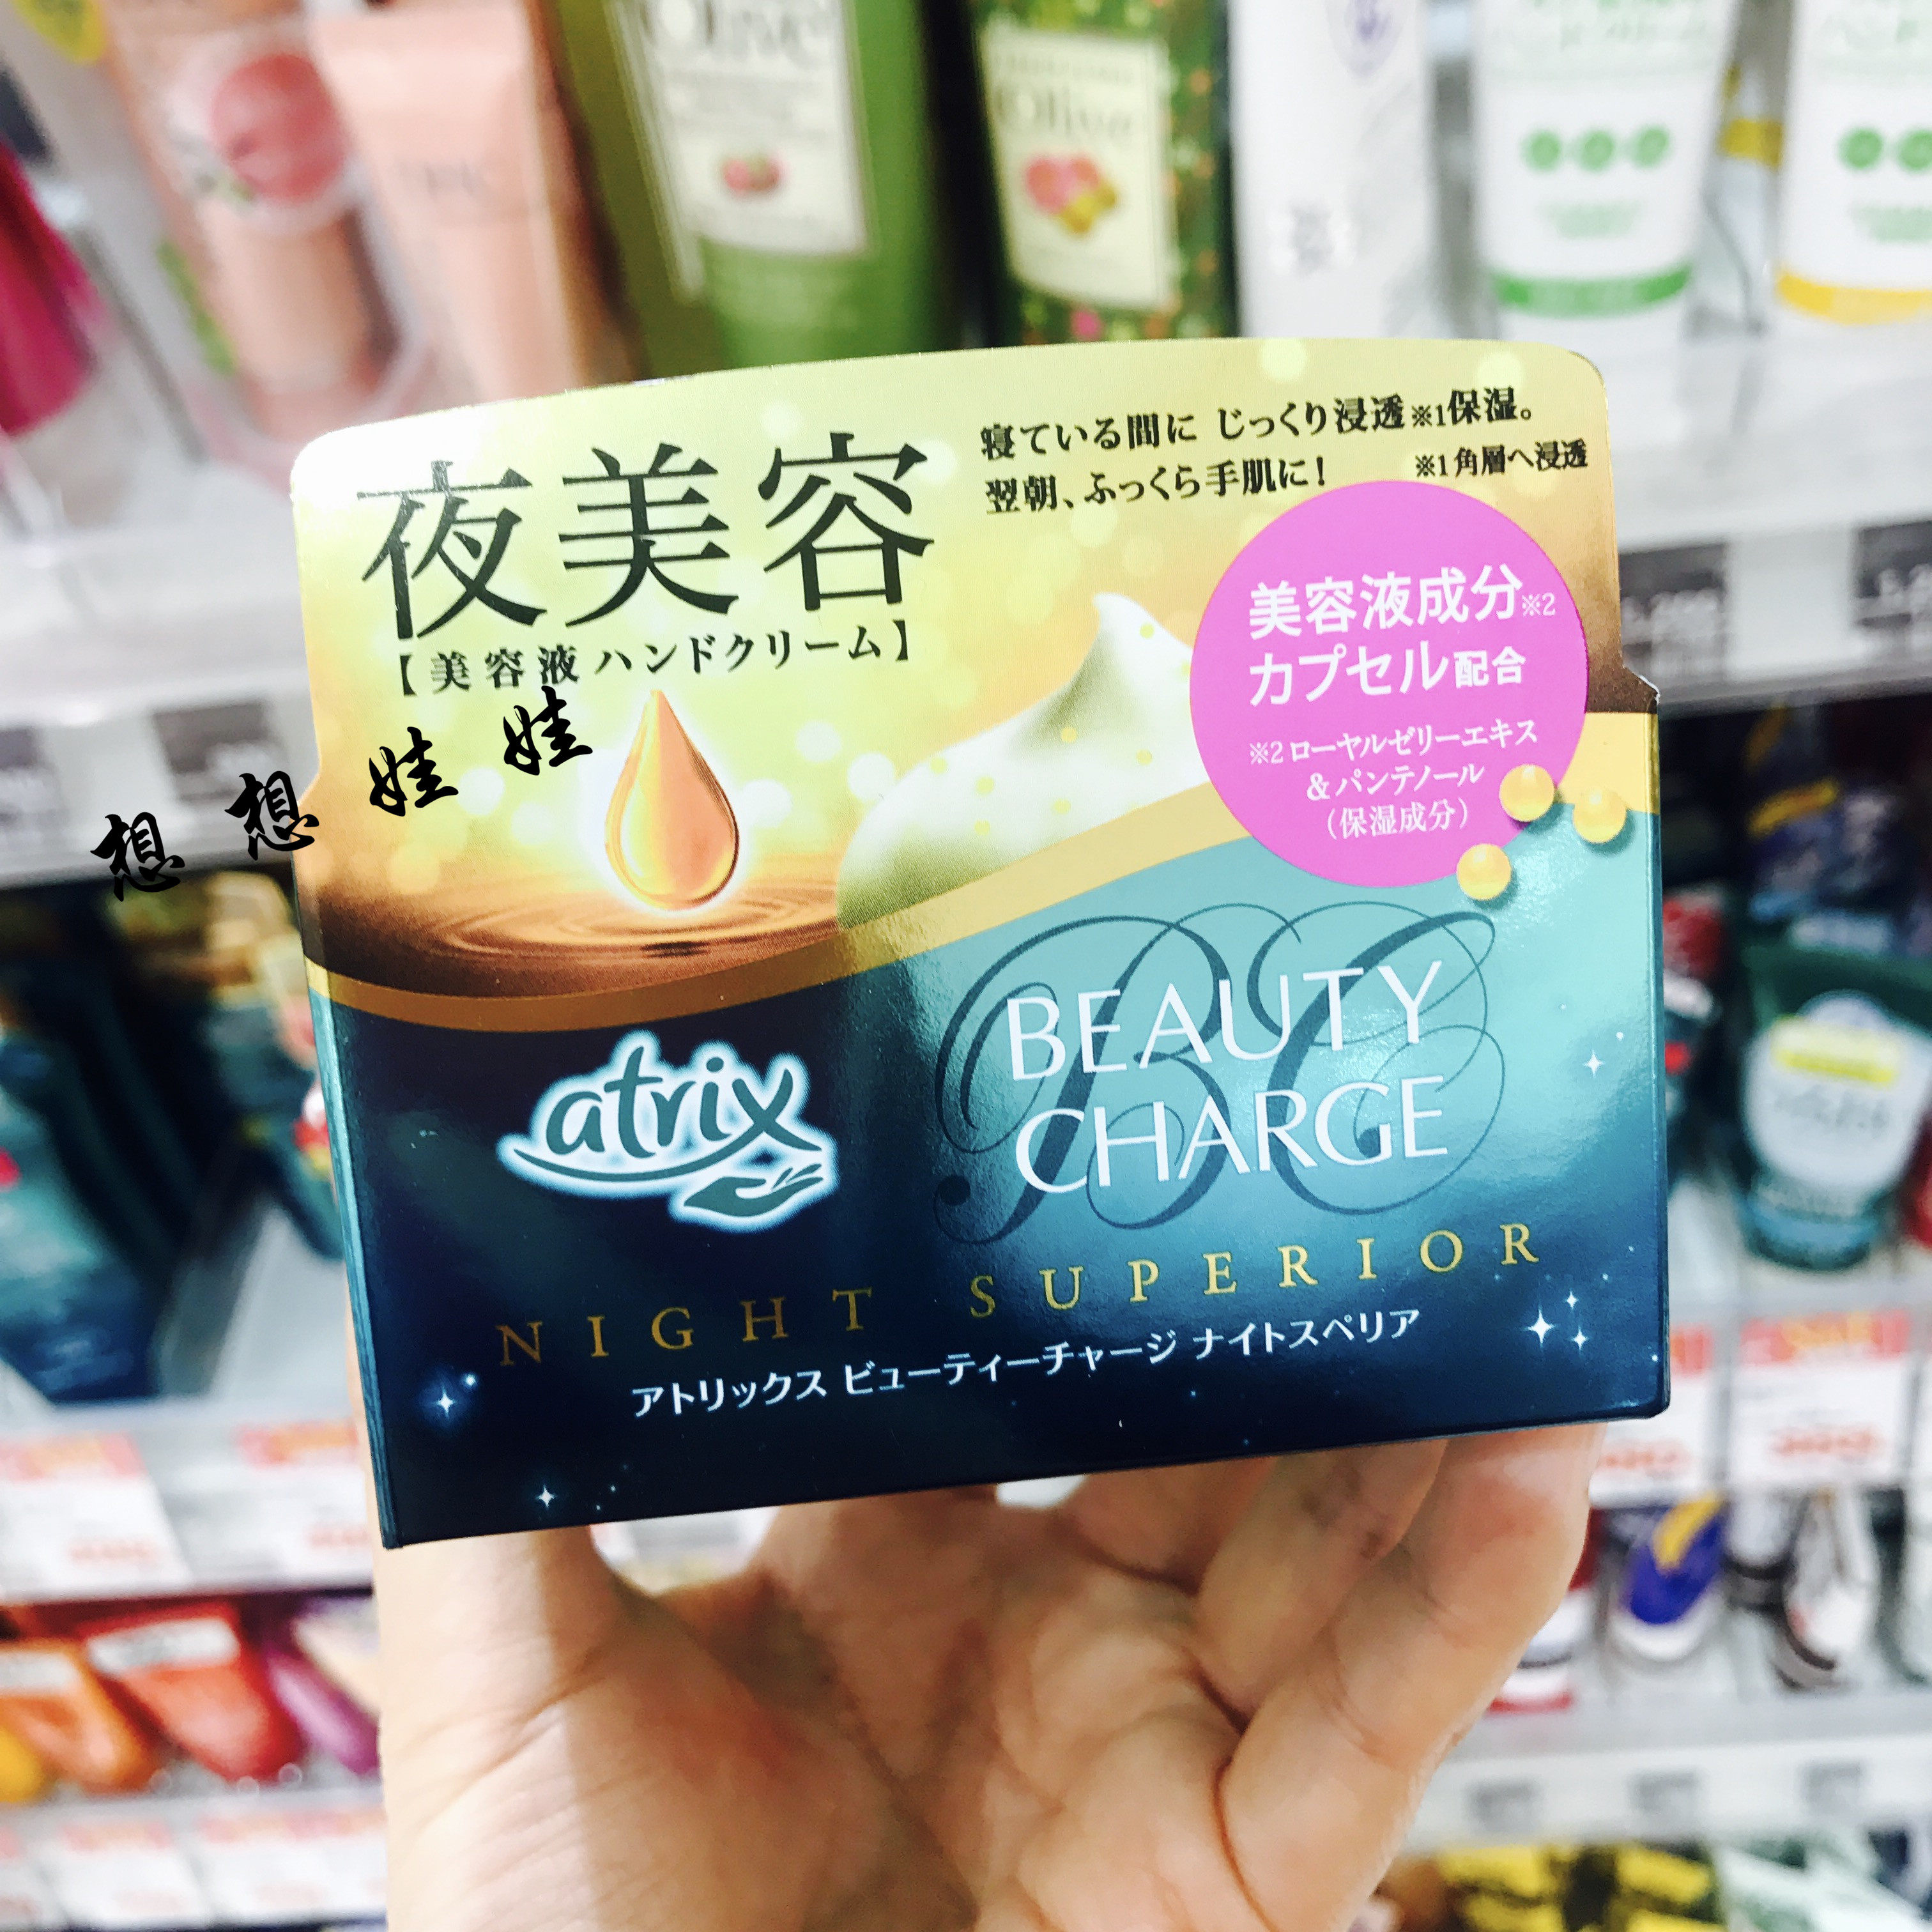 Olive
Olive
夜美容
【美容液ハンドクリーム】
寝ている間に じっくり浸透※1保湿。
翌朝、ふっくら手肌に!
※1角層へ浸透
美容液成分※2
カプセル配合
※2ローヤルゼリーエキス
&パンテノール
(保湿成分)
想想娃娃
atrix
BC
BEAUTY
CHARGE
NIGHT SUPERIOR
アトリックス ビューティーチャージ ナイトスペリア